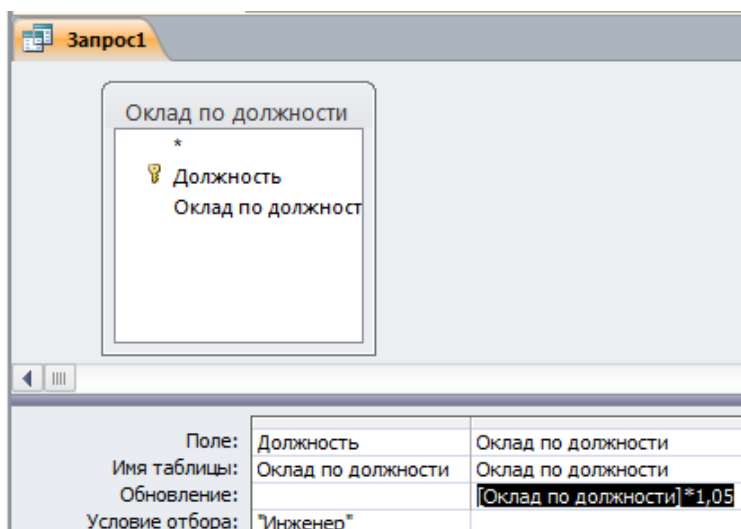 Запрос1
Оклад по должности
*
Должность
Оклад по должност
Поле: Должность Оклад по должности
Имя таблицы: Оклад по должности Оклад по должности
Обновление: [Оклад по должности]*1,05
Условие отбора: "Инженер"